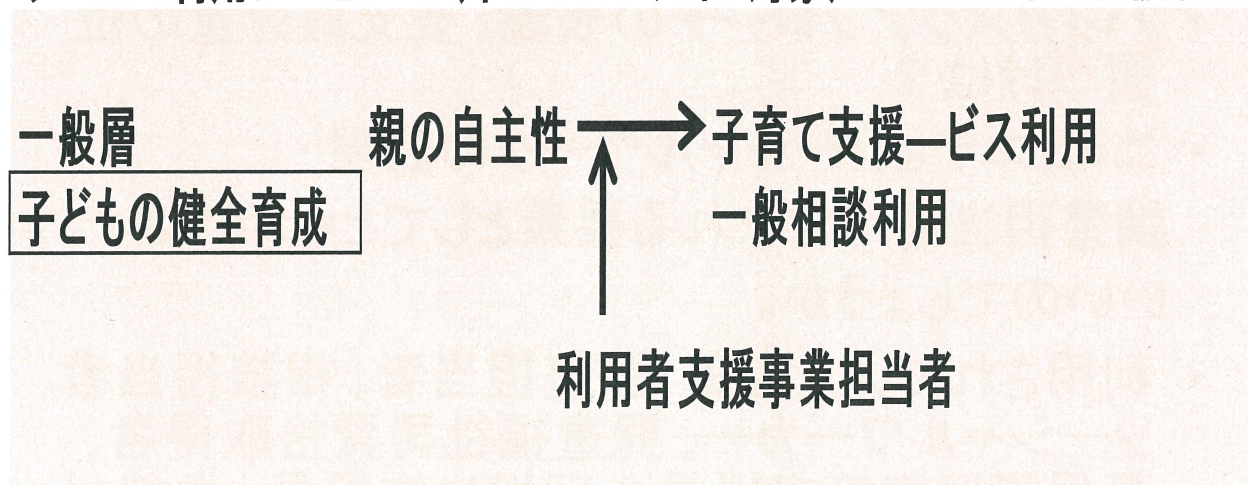 一般層
親の自主性
子育て支援―ビス利用
子どもの健全育成
一般相談利用
利用者支援事業担当者